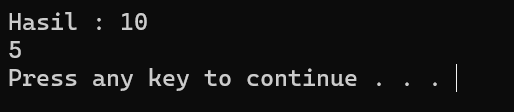 Hasil : 10
5
Press any key to continue . . .